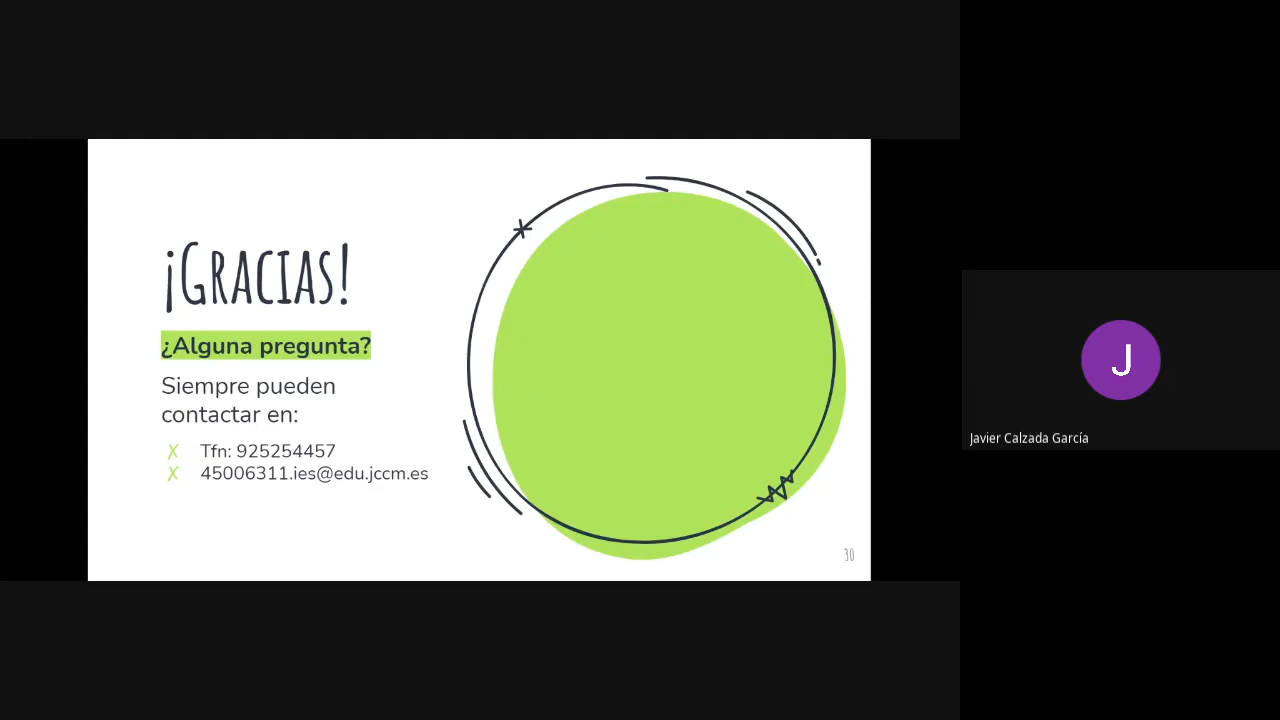 ¡GRACIAS!
¿Alguna pregunta?
Siempre pueden
contactar en:
Tfn: 925254457
45006311.ies@edu.jccm.es
30
J
Javier Calzada García